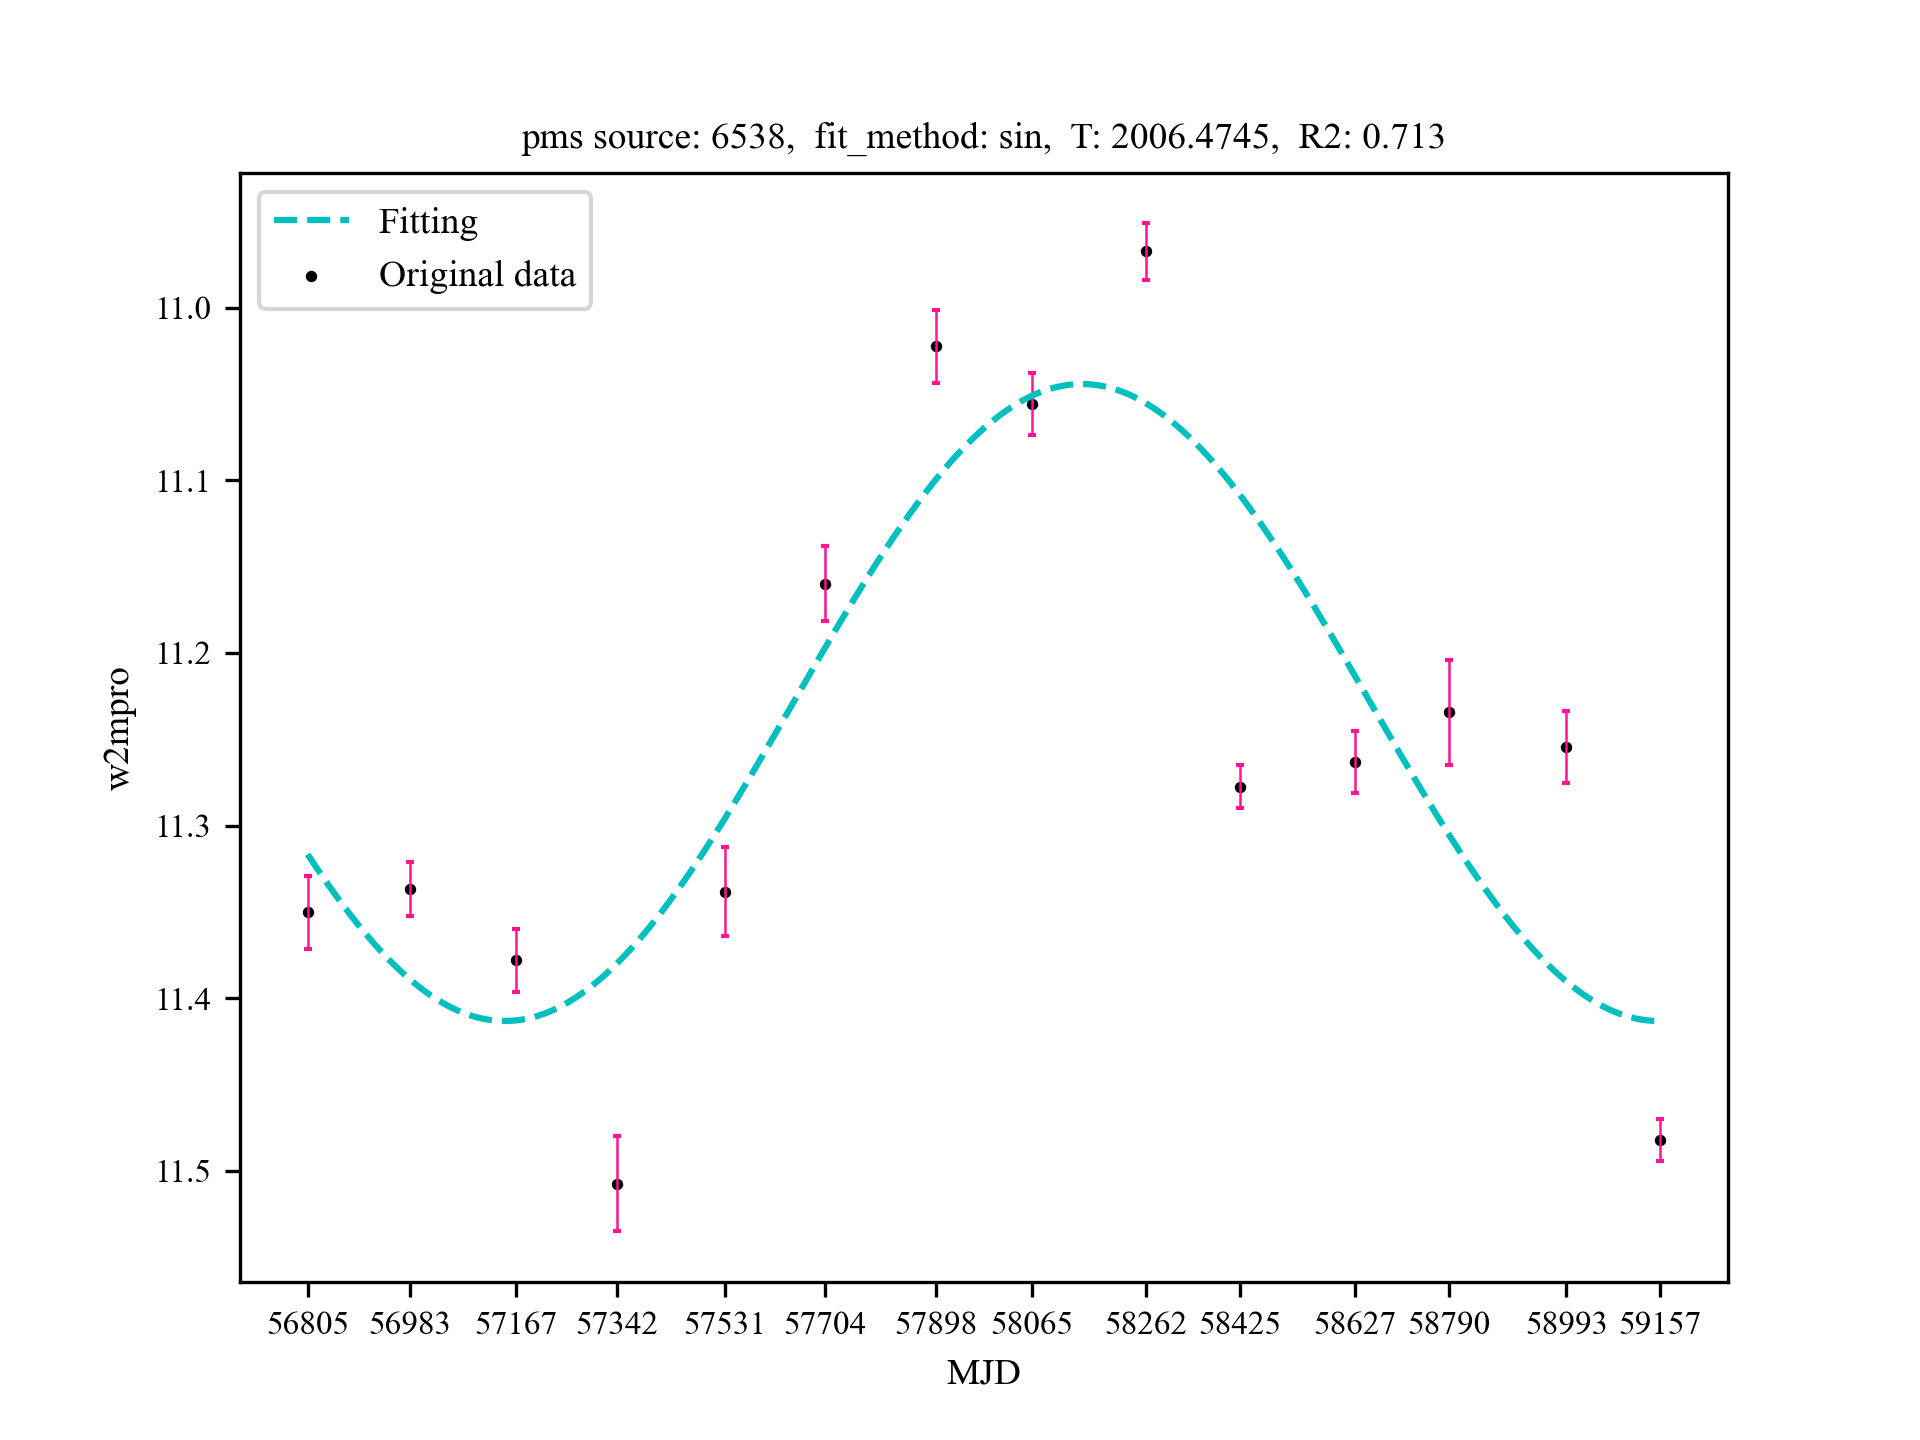 pms source: 6538,  fit_method: sin,  T: 2006.4745,  R2: 0.713
Fitting
Original data
11.0
11.1
11.2
11.3
11.4
11.5
w2mpro
56805 56983 57167 57342 57531 57704 57898 58065 58262 58425 58627 58790 58993 59157
MJD